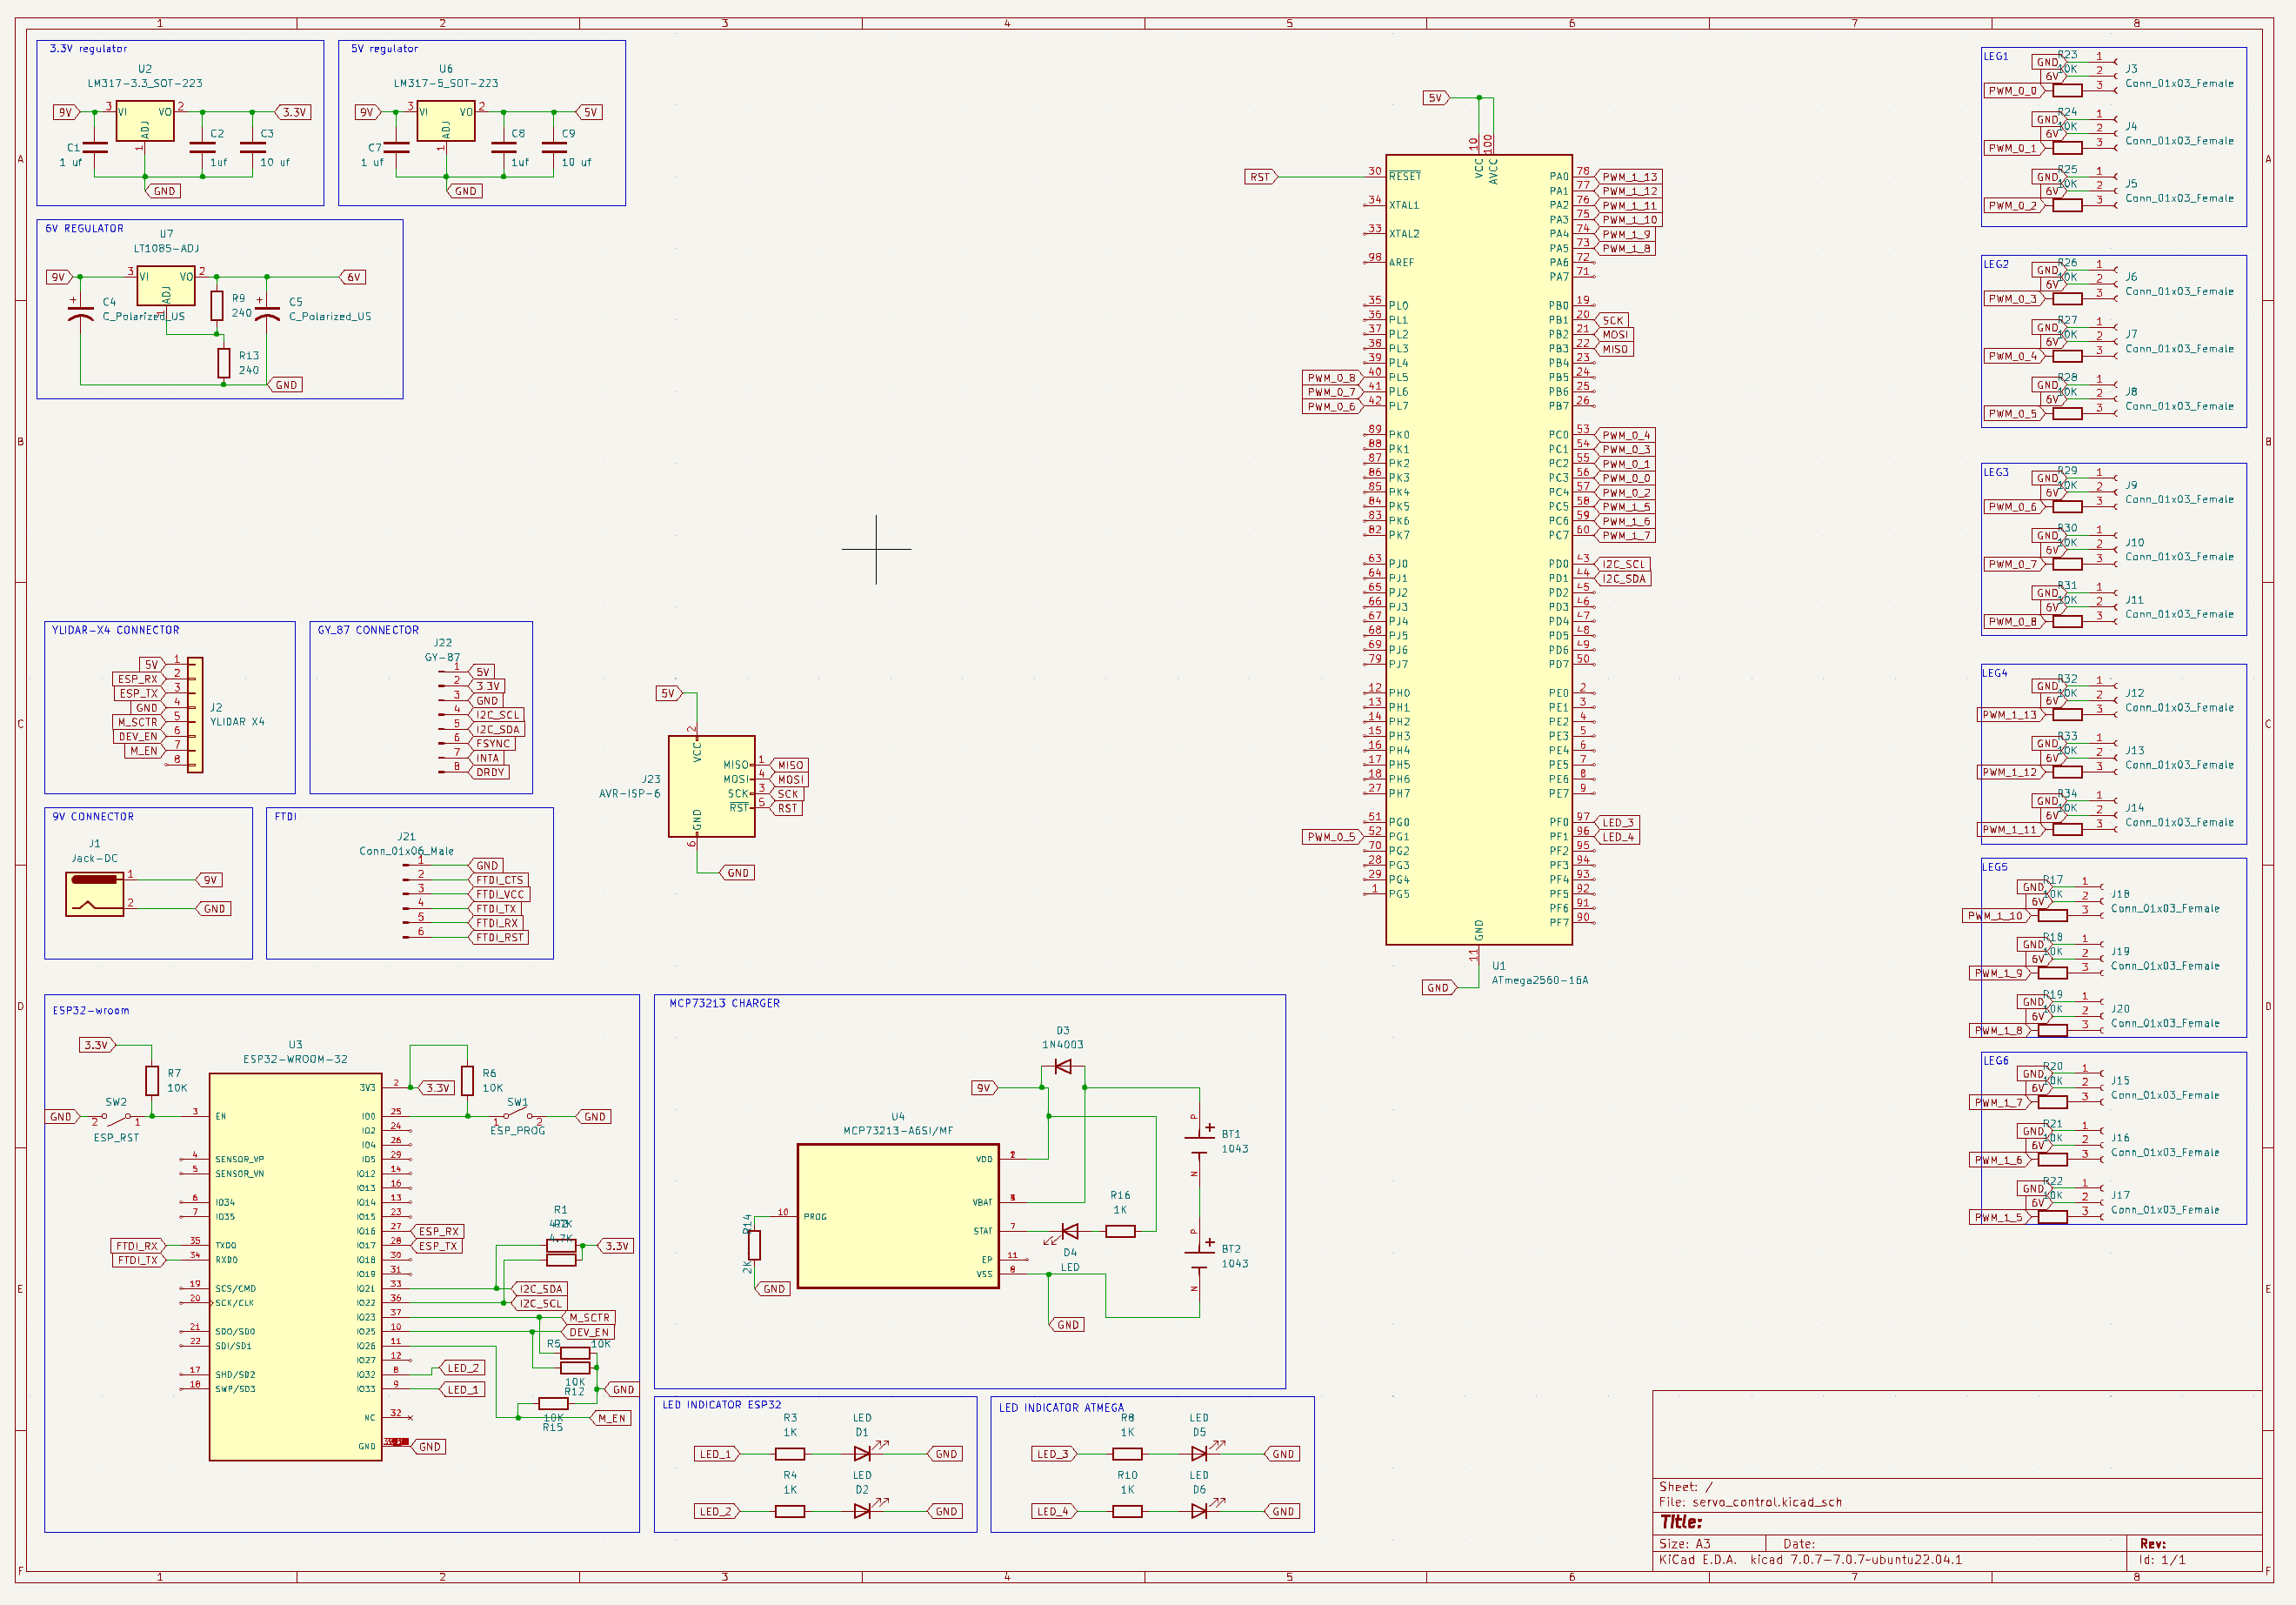 3.3V regulator
U2
LM317-3.3_SOT-223
9V
3
VI
VO
2
3.3V
ADJ
1
C1
1 uf
C2
1uf
C3
10 uf
GND
5V regulator
U6
LM317-5_SOT-223
9V
3
VI
VO
2
5V
ADJ
1
C7
1 uf
C8
1uf
C9
10 uf
GND
6V REGULATOR
U7
LT1085-ADJ
9V
3
VI
VO
2
6V
ADJ
1
C4
C_Polarized_US
R9
240
C5
C_Polarized_US
R13
240
GND
YLIDAR-X4 CONNECTOR
5V 1
ESP_RX 2
ESP_TX 3
GND 4
M_SCTR 5
DEV_EN 6
M_EN 7
8
J2
YLIDAR X4
GY_87 CONNECTOR
J22
GY-87
1 5V
2 3.3V
3 GND
4 I2C_SCL
5 I2C_SDA
6 FSYNC
7 INTA
8 DRDY
9V CONNECTOR
J1
Jack-DC
1 9V
2 GND
FTDI
J21
Conn_01x06_Male
1 GND
2 FTDI_CTS
3 FTDI_VCC
4 FTDI_TX
5 FTDI_RX
6 FTDI_RST
5V
2
VCC
J23
AVR-ISP-6
MISO 1 MISO
MOSI 4 MOSI
SCK 3 SCK
RST 5 RST
GND
6
GND
5V
10
100
VCC
AVCC
RST 30 RESET
34 XTAL1
33 XTAL2
98 AREF
35 PL0
36 PL1
37 PL2
38 PL3
39 PL4
PWM_0_8 40 PL5
PWM_0_7 41 PL6
PWM_0_6 42 PL7
89 PK0
88 PK1
87 PK2
86 PK3
85 PK4
84 PK5
83 PK6
82 PK7
63 PJ0
64 PJ1
65 PJ2
66 PJ3
67 PJ4
68 PJ5
69 PJ6
79 PJ7
12 PH0
13 PH1
14 PH2
15 PH3
16 PH4
17 PH5
18 PH6
27 PH7
51 PG0
PWM_0_5 52 PG1
70 PG2
28 PG3
29 PG4
1 PG5
PA0 78 PWM_1_13
PA1 77 PWM_1_12
PA2 76 PWM_1_11
PA3 75 PWM_1_10
PA4 74 PWM_1_9
PA5 73 PWM_1_8
PA6 72
PA7 71
PB0 19
PB1 20 SCK
PB2 21 MOSI
PB3 22 MISO
PB4 23
PB5 24
PB6 25
PB7 26
PC0 53 PWM_0_4
PC1 54 PWM_0_3
PC2 55 PWM_0_1
PC3 56 PWM_0_0
PC4 57 PWM_0_2
PC5 58 PWM_1_5
PC6 59 PWM_1_6
PC7 60 PWM_1_7
PD0 43 I2C_SCL
PD1 44 I2C_SDA
PD2 45
PD3 46
PD4 47
PD5 48
PD6 49
PD7 50
PE0 2
PE1 3
PE2 4
PE3 5
PE4 6
PE5 7
PE6 8
PE7 9
PF0 97 LED_3
PF1 96 LED_4
PF2 95
PF3 94
PF4 93
PF5 92
PF6 91
PF7 90
GND
11
GND
U1
ATmega2560-16A
LEG1
R23
10K
GND 1
6V 2
PWM_0_0 3
J3
Conn_01x03_Female
R24
10K
GND 1
6V 2
PWM_0_1 3
J4
Conn_01x03_Female
R25
10K
GND 1
6V 2
PWM_0_2 3
J5
Conn_01x03_Female
LEG2
R26
10K
GND 1
6V 2
PWM_0_3 3
J6
Conn_01x03_Female
R27
10K
GND 1
6V 2
PWM_0_4 3
J7
Conn_01x03_Female
R28
10K
GND 1
6V 2
PWM_0_5 3
J8
Conn_01x03_Female
LEG3
R29
10K
GND 1
6V 2
PWM_0_6 3
J9
Conn_01x03_Female
R30
10K
GND 1
6V 2
PWM_0_7 3
J10
Conn_01x03_Female
R31
10K
GND 1
6V 2
PWM_0_8 3
J11
Conn_01x03_Female
LEG4
R32
10K
GND 1
6V 2
PWM_1_13 3
J12
Conn_01x03_Female
R33
10K
GND 1
6V 2
PWM_1_12 3
J13
Conn_01x03_Female
R34
10K
GND 1
6V 2
PWM_1_11 3
J14
Conn_01x03_Female
LEG5
R17
10K
GND 1
6V 2
PWM_1_10 3
J18
Conn_01x03_Female
R18
10K
GND 1
6V 2
PWM_1_9 3
J19
Conn_01x03_Female
R19
10K
GND 1
6V 2
PWM_1_8 3
J20
Conn_01x03_Female
LEG6
R20
10K
GND 1
6V 2
PWM_1_7 3
J15
Conn_01x03_Female
R21
10K
GND 1
6V 2
PWM_1_6 3
J16
Conn_01x03_Female
R22
10K
GND 1
6V 2
PWM_1_5 3
J17
Conn_01x03_Female
ESP32-wroom
3.3V
R7
10K
SW2
GND 2 1
ESP_RST
U3
ESP32-WROOM-32
3 EN
4 SENSOR_VP
5 SENSOR_VN
6 IO34
7 IO35
FTDI_RX 35 TXD0
FTDI_TX 34 RXD0
19 SCS/CMD
20 SCK/CLK
21 SDO/SD0
22 SDI/SD1
17 SHD/SD2
18 SWP/SD3
3V3 2 3.3V
IO0 25
IO2 24
IO4 26
IO5 29
IO12 14
IO13 16
IO14 13
IO15 23
IO16 27 ESP_RX
IO17 28 ESP_TX
IO18 30
IO19 31
IO21 33 I2C_SDA
IO22 36 I2C_SCL
IO23 37 M_SCTR
IO25 10 DEV_EN
IO26 11
IO27 12
IO32 8 LED_2
IO33 9 LED_1
NC 32
GND GND
R6
10K
SW1
1 2 GND
ESP_PROG
R1
4.7K
3.3V
R5
10K
10K
R12
GND
10K
R15
M_EN
MCP73213 CHARGER
D3
1N4003
9V
U4
MCP73213-A6SI/MF
VDD
VBAT
STAT 7
EP 11
VSS 8
10 PROG
R14
2K
GND
R16
1K
D4
LED
GND
P
BT1
1043
N
P
BT2
1043
N
LED INDICATOR ESP32
R3
1K
LED
D1
LED_1
GND
R4
1K
LED
D2
LED_2
GND
LED INDICATOR ATMEGA
R8
1K
LED
D5
LED_3
GND
R10
1K
LED
D6
LED_4
GND
Sheet: /
File: servo_control.kicad_sch
Title:
Size: A3
Date:
Rev:
KiCad E.D.A. kicad 7.0.7-7.0.7~ubuntu22.04.1
Id: 1/1
1 2 3 4 5 6 7 8
A B C D E F